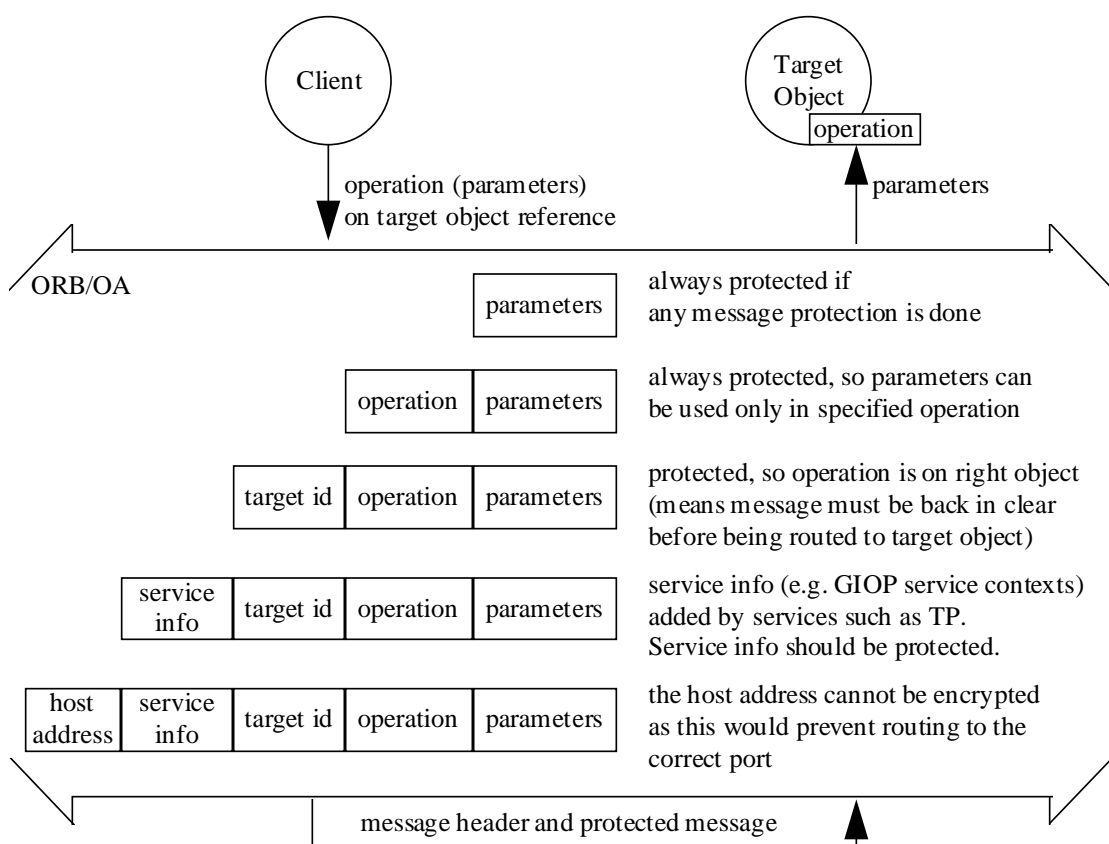 Client
Target
Object
operation
operation (parameters)
on target object reference
parameters
ORB/OA
parameters
always protected if
any message protection is done
operation parameters
always protected, so parameters can
be used only in specified operation
target id operation parameters
protected, so operation is on right object
(means message must be back in clear
before being routed to target object)
service
info
target id operation parameters
service info (e.g. GIOP service contexts)
added by services such as TP.
Service info should be protected.
host
address
service
info
target id operation parameters
the host address cannot be encrypted
as this would prevent routing to the
correct port
message header and protected message